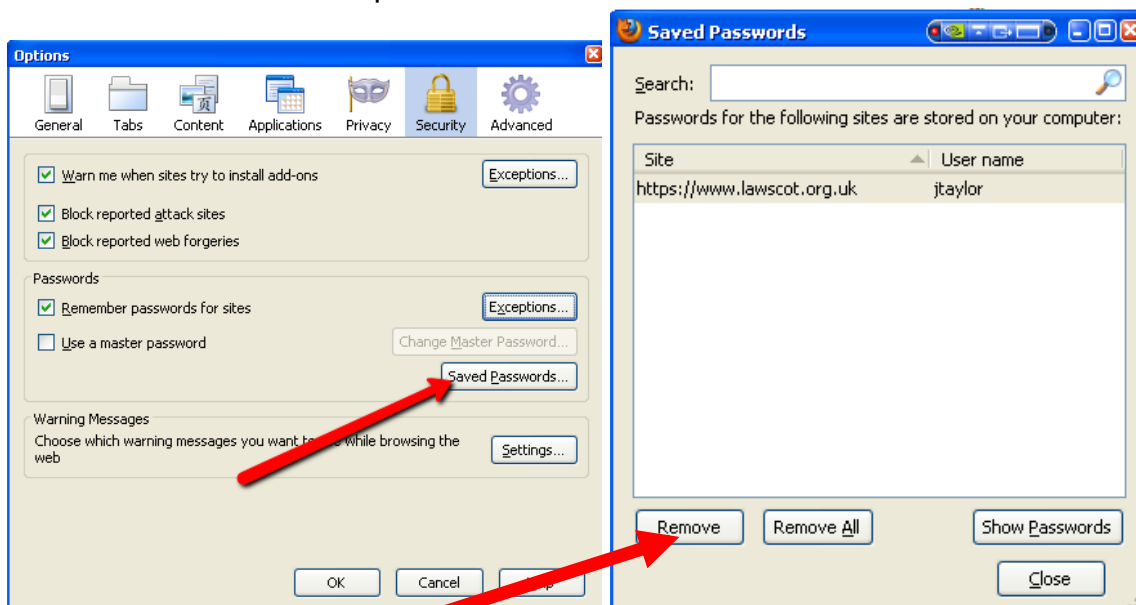 Options
General Tabs Content Applications Privacy Security Advanced
Warn me when sites try to install add-ons Exceptions...
Block reported attack sites
Block reported web forgeries
Passwords
Remember passwords for sites Exceptions...
Use a master password Change Master Password...
Saved Passwords...
Warning Messages
Choose which warning messages you want to while browsing the
web
Settings...
OK Cancel
Saved Passwords
Search:
Passwords for the following sites are stored on your computer:
Site User name
https://www.lawscot.org.uk jtaylor
Remove Remove All Show Passwords
Close